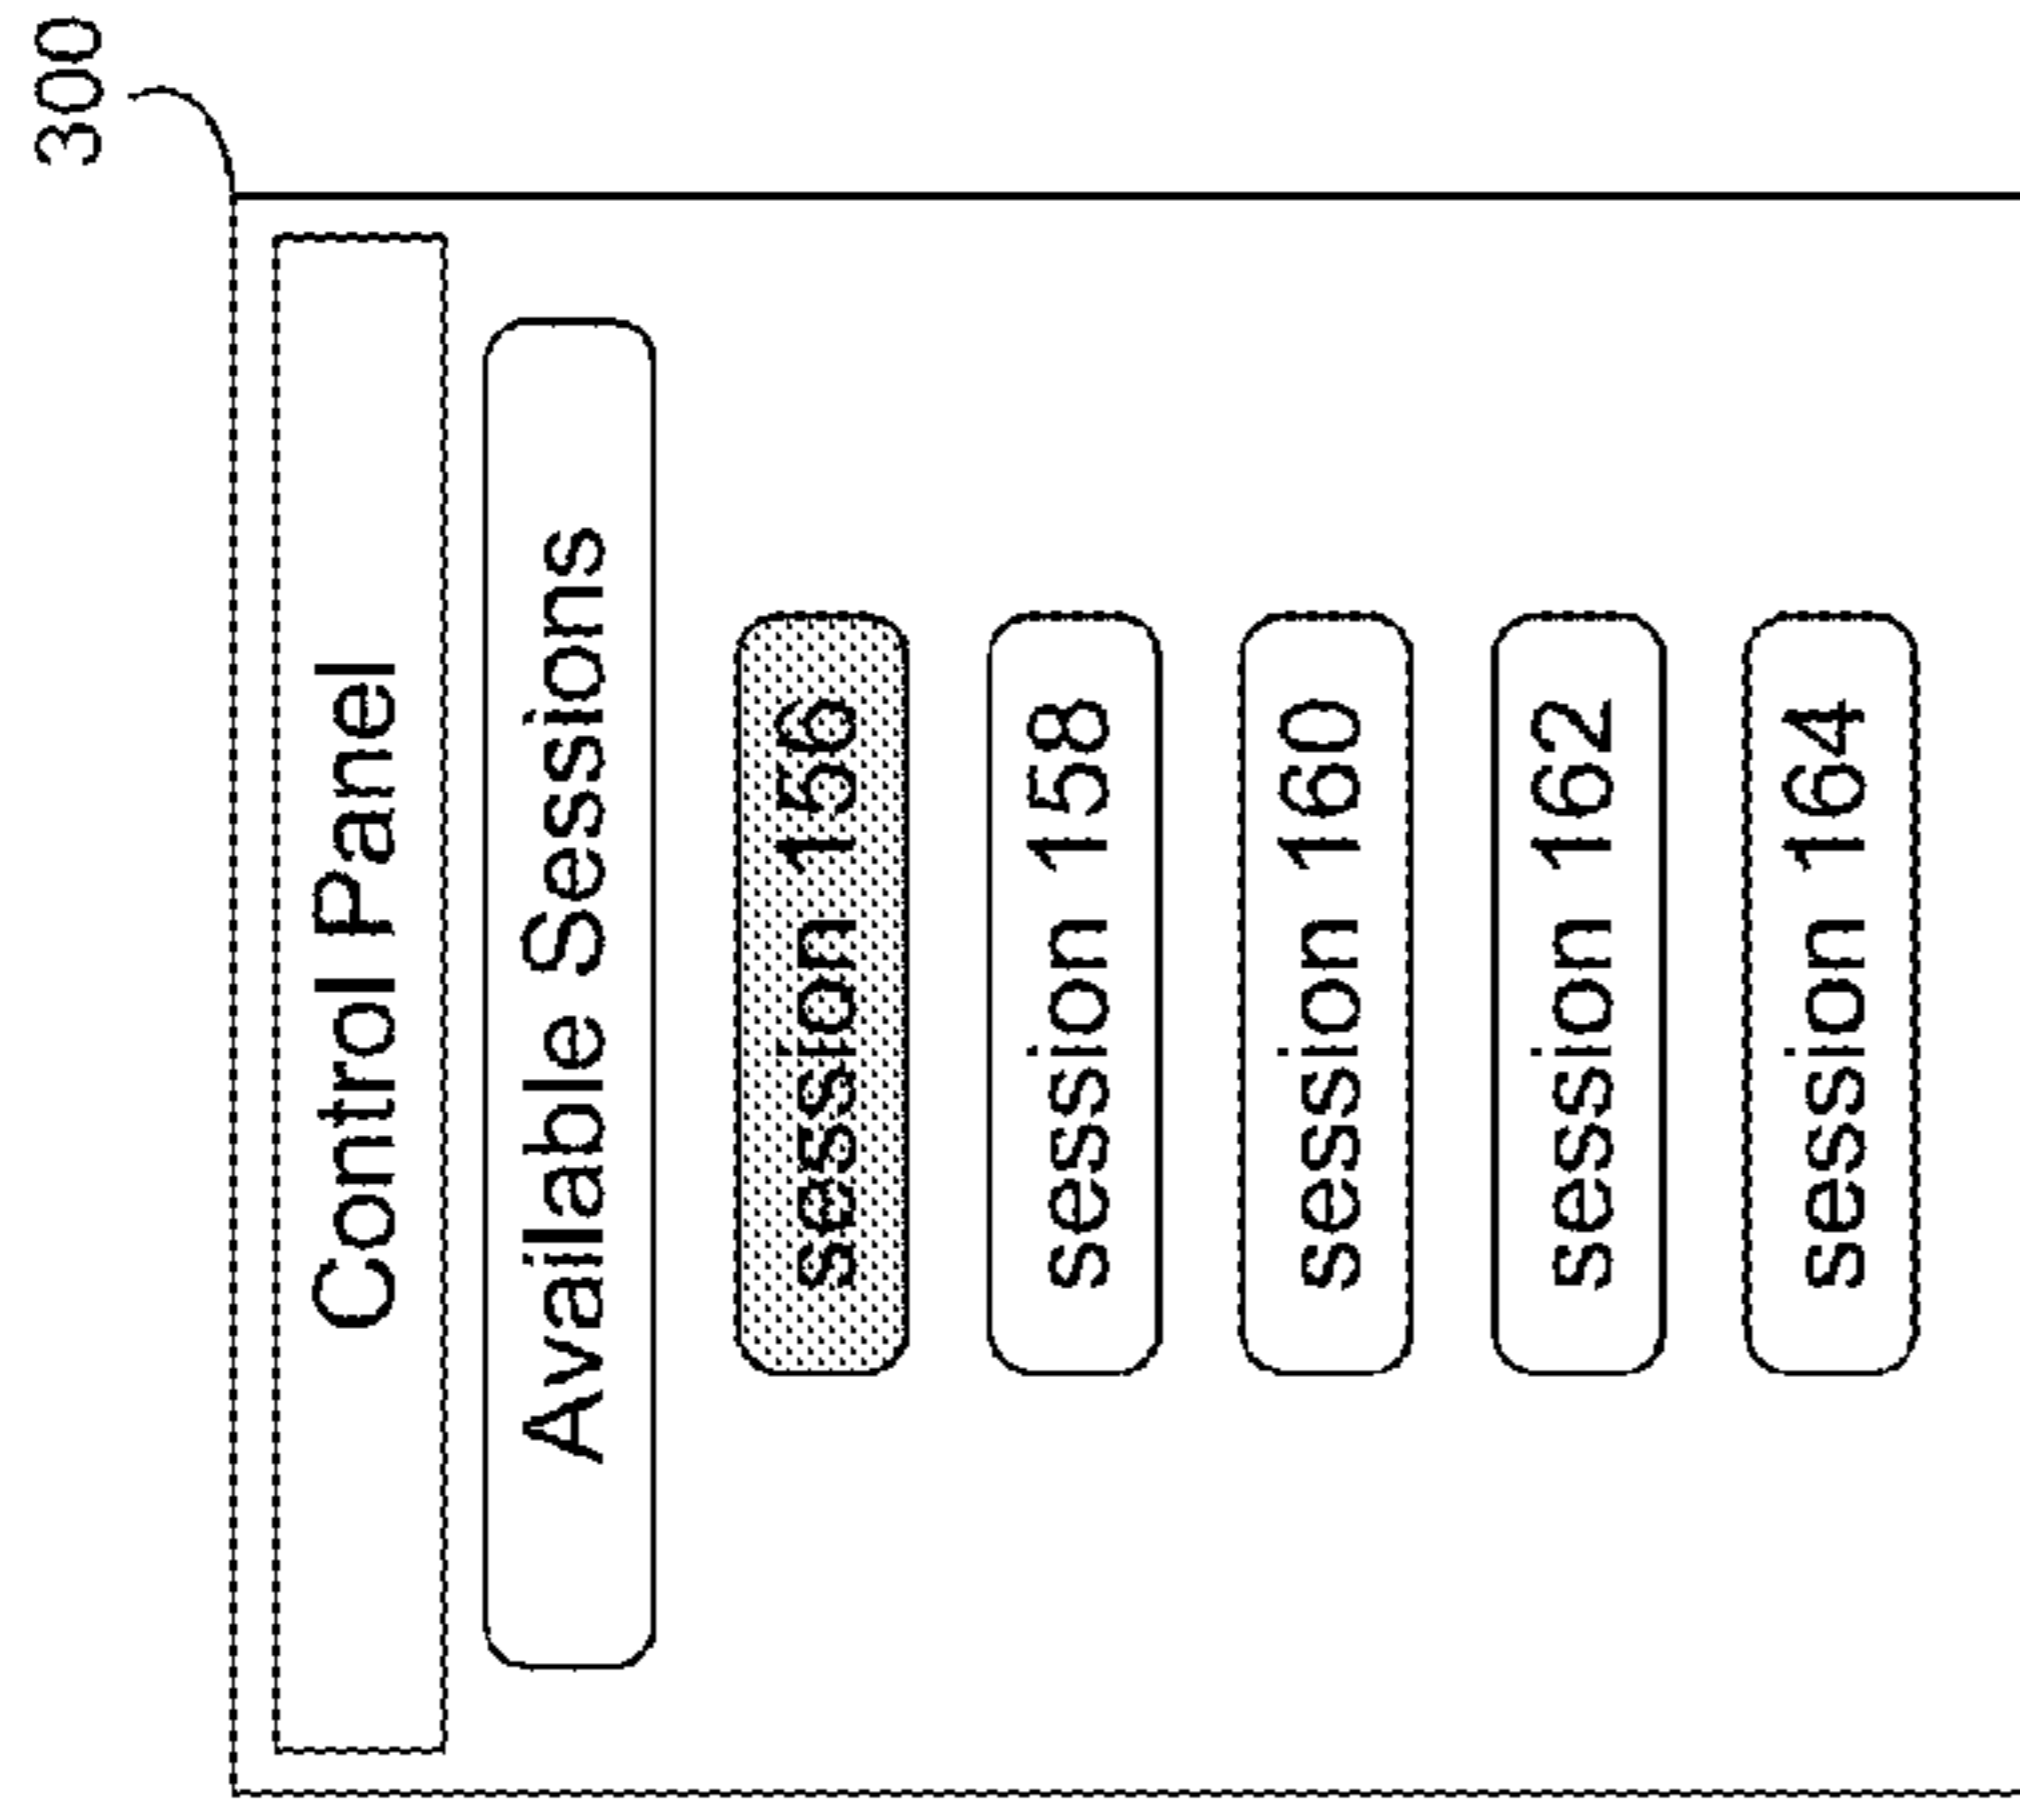 300
Control Panel
Available Sessions
session 156
session 158
session 160
session 162
session 164